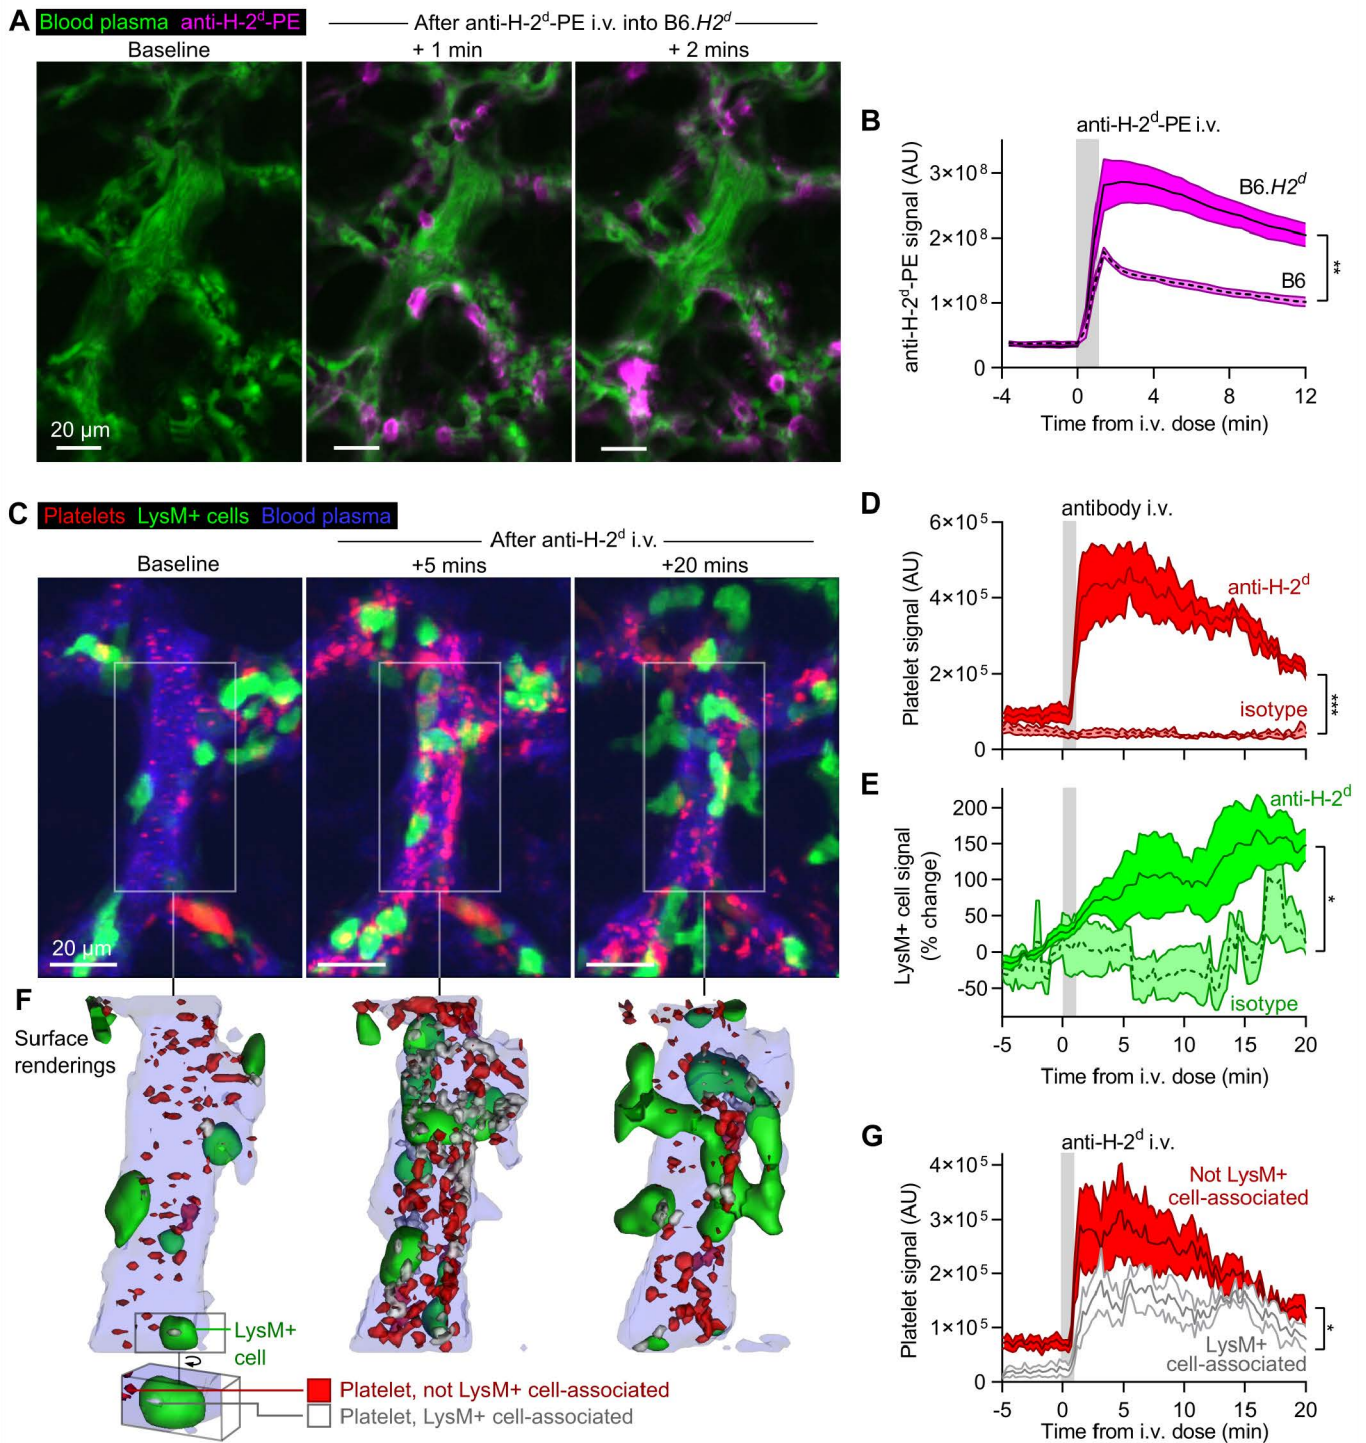 A
Blood plasma anti-H-2ᵈ-PE
After anti-H-2ᵈ-PE i.v. into B6.H2ᵈ
Baseline
+ 1 min
+ 2 mins
20 µm
B
anti-H-2ᵈ-PE i.v.
anti-H-2ᵈ-PE signal (AU)
3×10⁸
2×10⁸
1×10⁸
0
B6.H2ᵈ
B6
**
-4 0 4 8 12
Time from i.v. dose (min)
C
Platelets LysM+ cells Blood plasma
After anti-H-2ᵈ i.v.
Baseline
+5 mins
+20 mins
20 µm
D
antibody i.v.
Platelet signal (AU)
6×10⁵
4×10⁵
2×10⁵
0
anti-H-2ᵈ
isotype
***
E
LysM+ cell signal
(% change)
200
150
100
50
0
-50
anti-H-2ᵈ
isotype
*
-5 0 5 10 15 20
Time from i.v. dose (min)
F
Surface
renderings
LysM+
cell
Platelet, not LysM+ cell-associated
Platelet, LysM+ cell-associated
G
anti-H-2ᵈ i.v.
Platelet signal (AU)
4×10⁵
3×10⁵
2×10⁵
1×10⁵
0
Not LysM+
cell-associated
LysM+
cell-associated
*
-5 0 5 10 15 20
Time from i.v. dose (min)